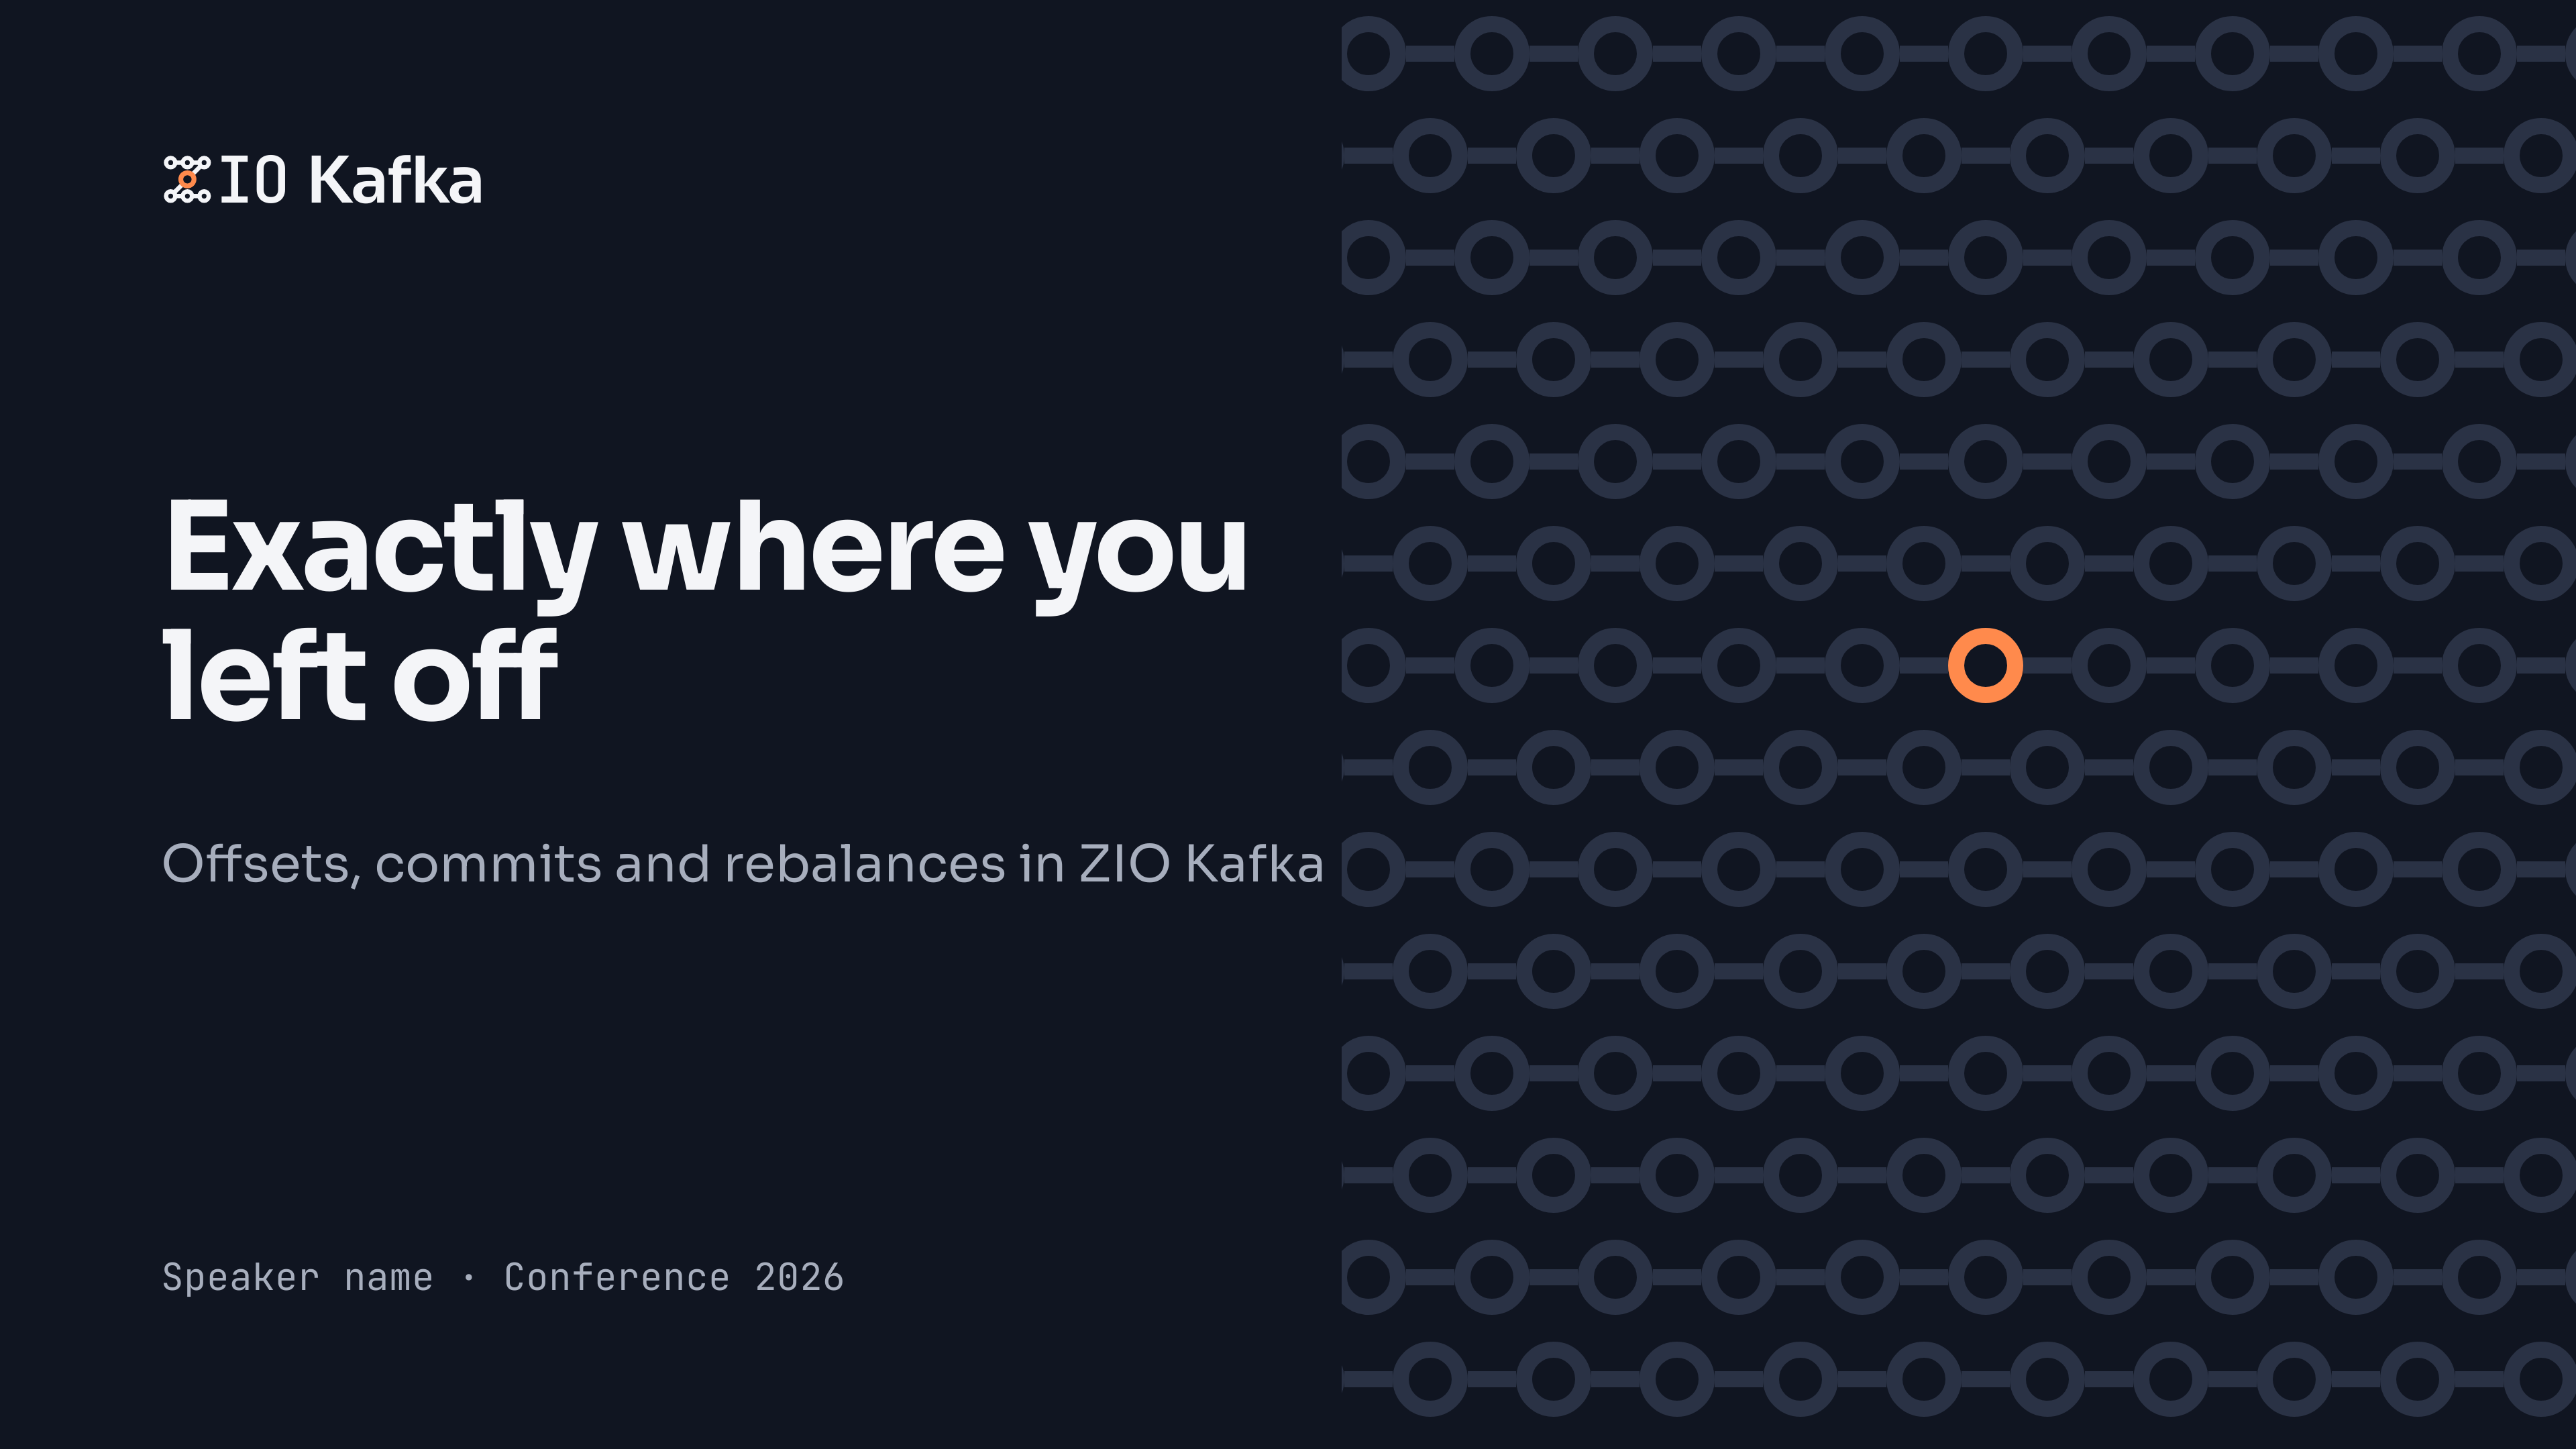 ZIO Kafka
Exactly where you
left off
Offsets, commits and rebalances in ZIO Kafka
Speaker name · Conference 2026